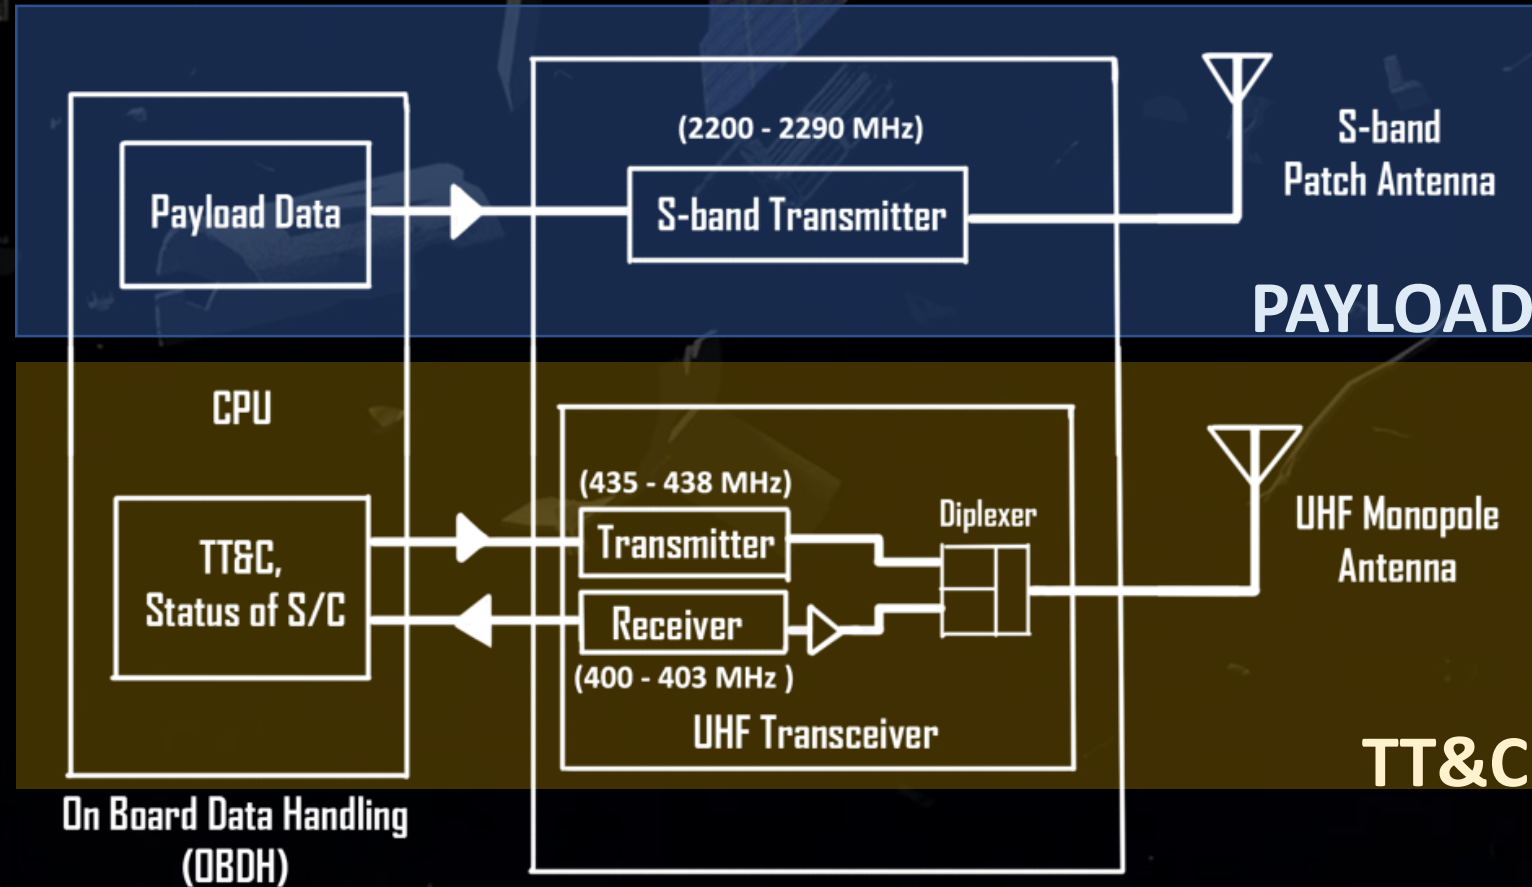 (2200 - 2290 MHz)
S-band
Patch Antenna
Payload Data
S-band Transmitter
PAYLOAD
CPU
(435 - 438 MHz)
Diplexer
UHF Monopole
Antenna
TT&C,
Status of S/C
Transmitter
Receiver
(400 - 403 MHz )
UHF Transceiver
TT&C
On Board Data Handling
(OBDH)